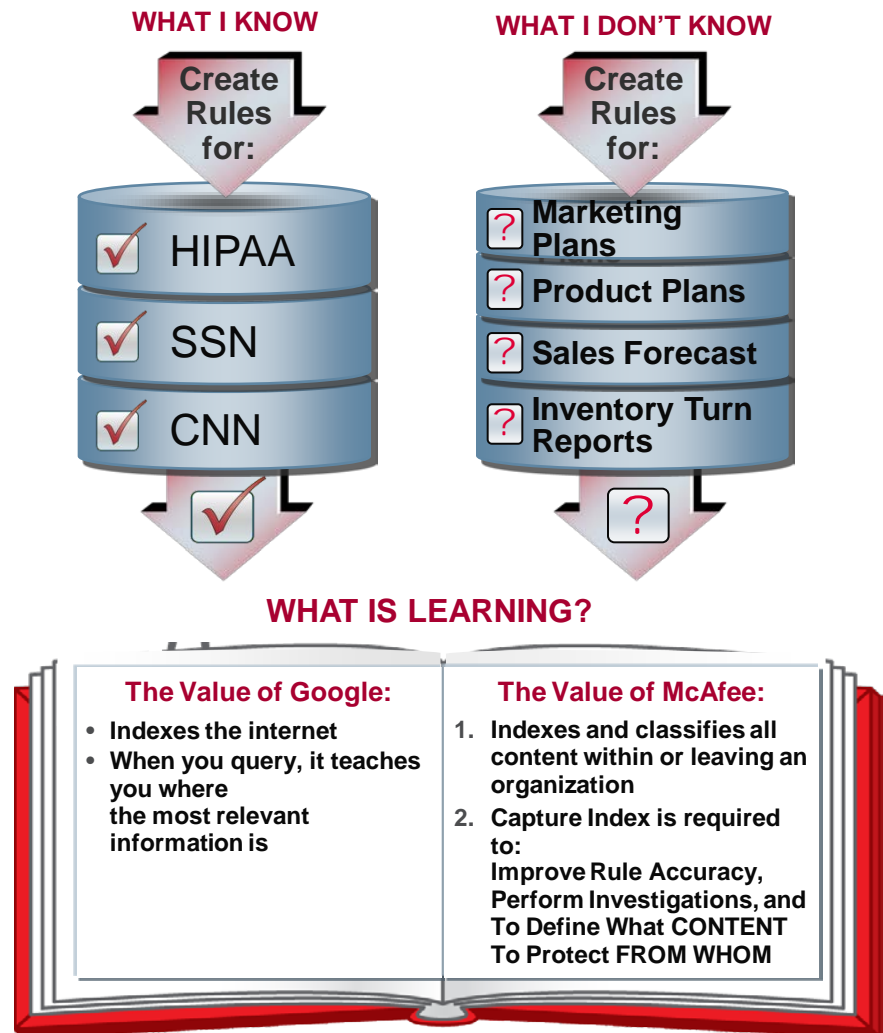 WHAT I KNOW
Create
Rules
for:
HIPAA
SSN
CNN
WHAT I DON'T KNOW
Create
Rules
for:
? Marketing
Plans
? Product Plans
? Sales Forecast
? Inventory Turn
Reports
?
WHAT IS LEARNING?
The Value of Google:
• Indexes the internet
• When you query, it teaches
you where
the most relevant
information is
The Value of McAfee:
1. Indexes and classifies all
content within or leaving an
organization
2. Capture Index is required
to:
Improve Rule Accuracy,
Perform Investigations, and
To Define What CONTENT
To Protect FROM WHOM